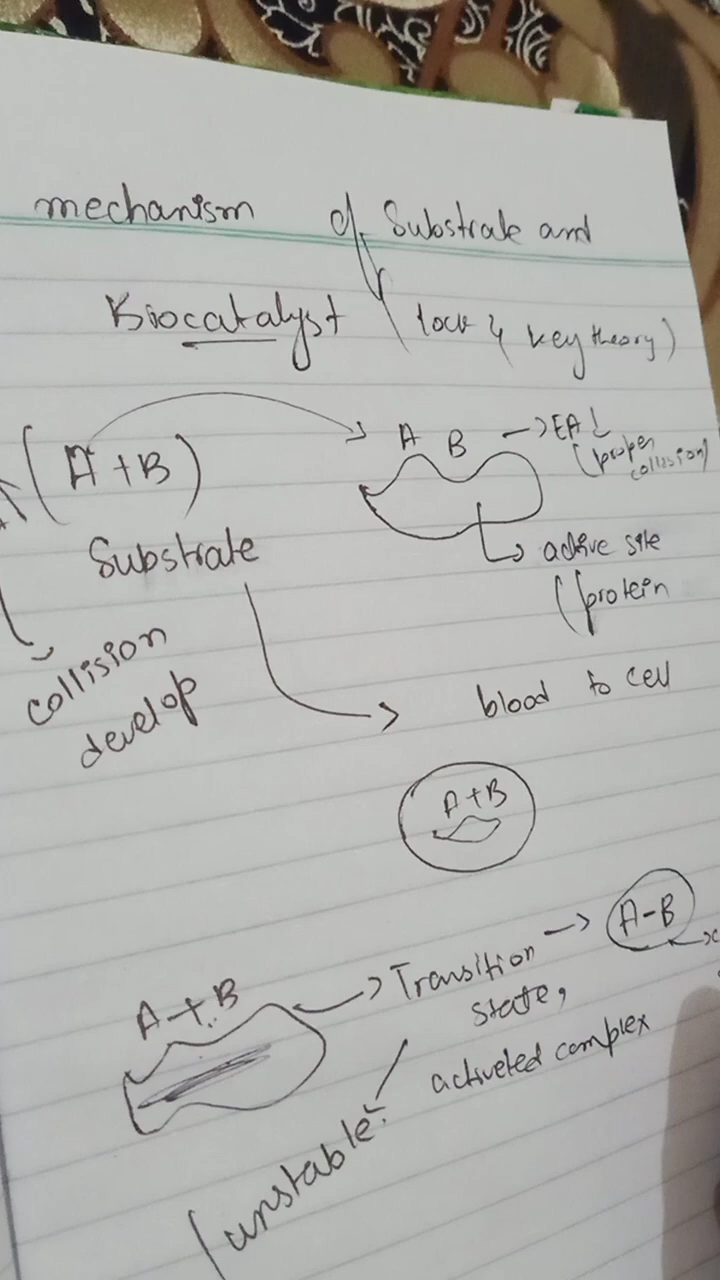 mechanism of Substrate and
Biocatalyst (lock & key theory)
(A + B)
A B → EA ↓
(proper
collision)
Substrate
active site
(protein
collision
develop
blood to cell
A+B
A + B
→ Transition → A-B
state,
activeted complex
(unstable